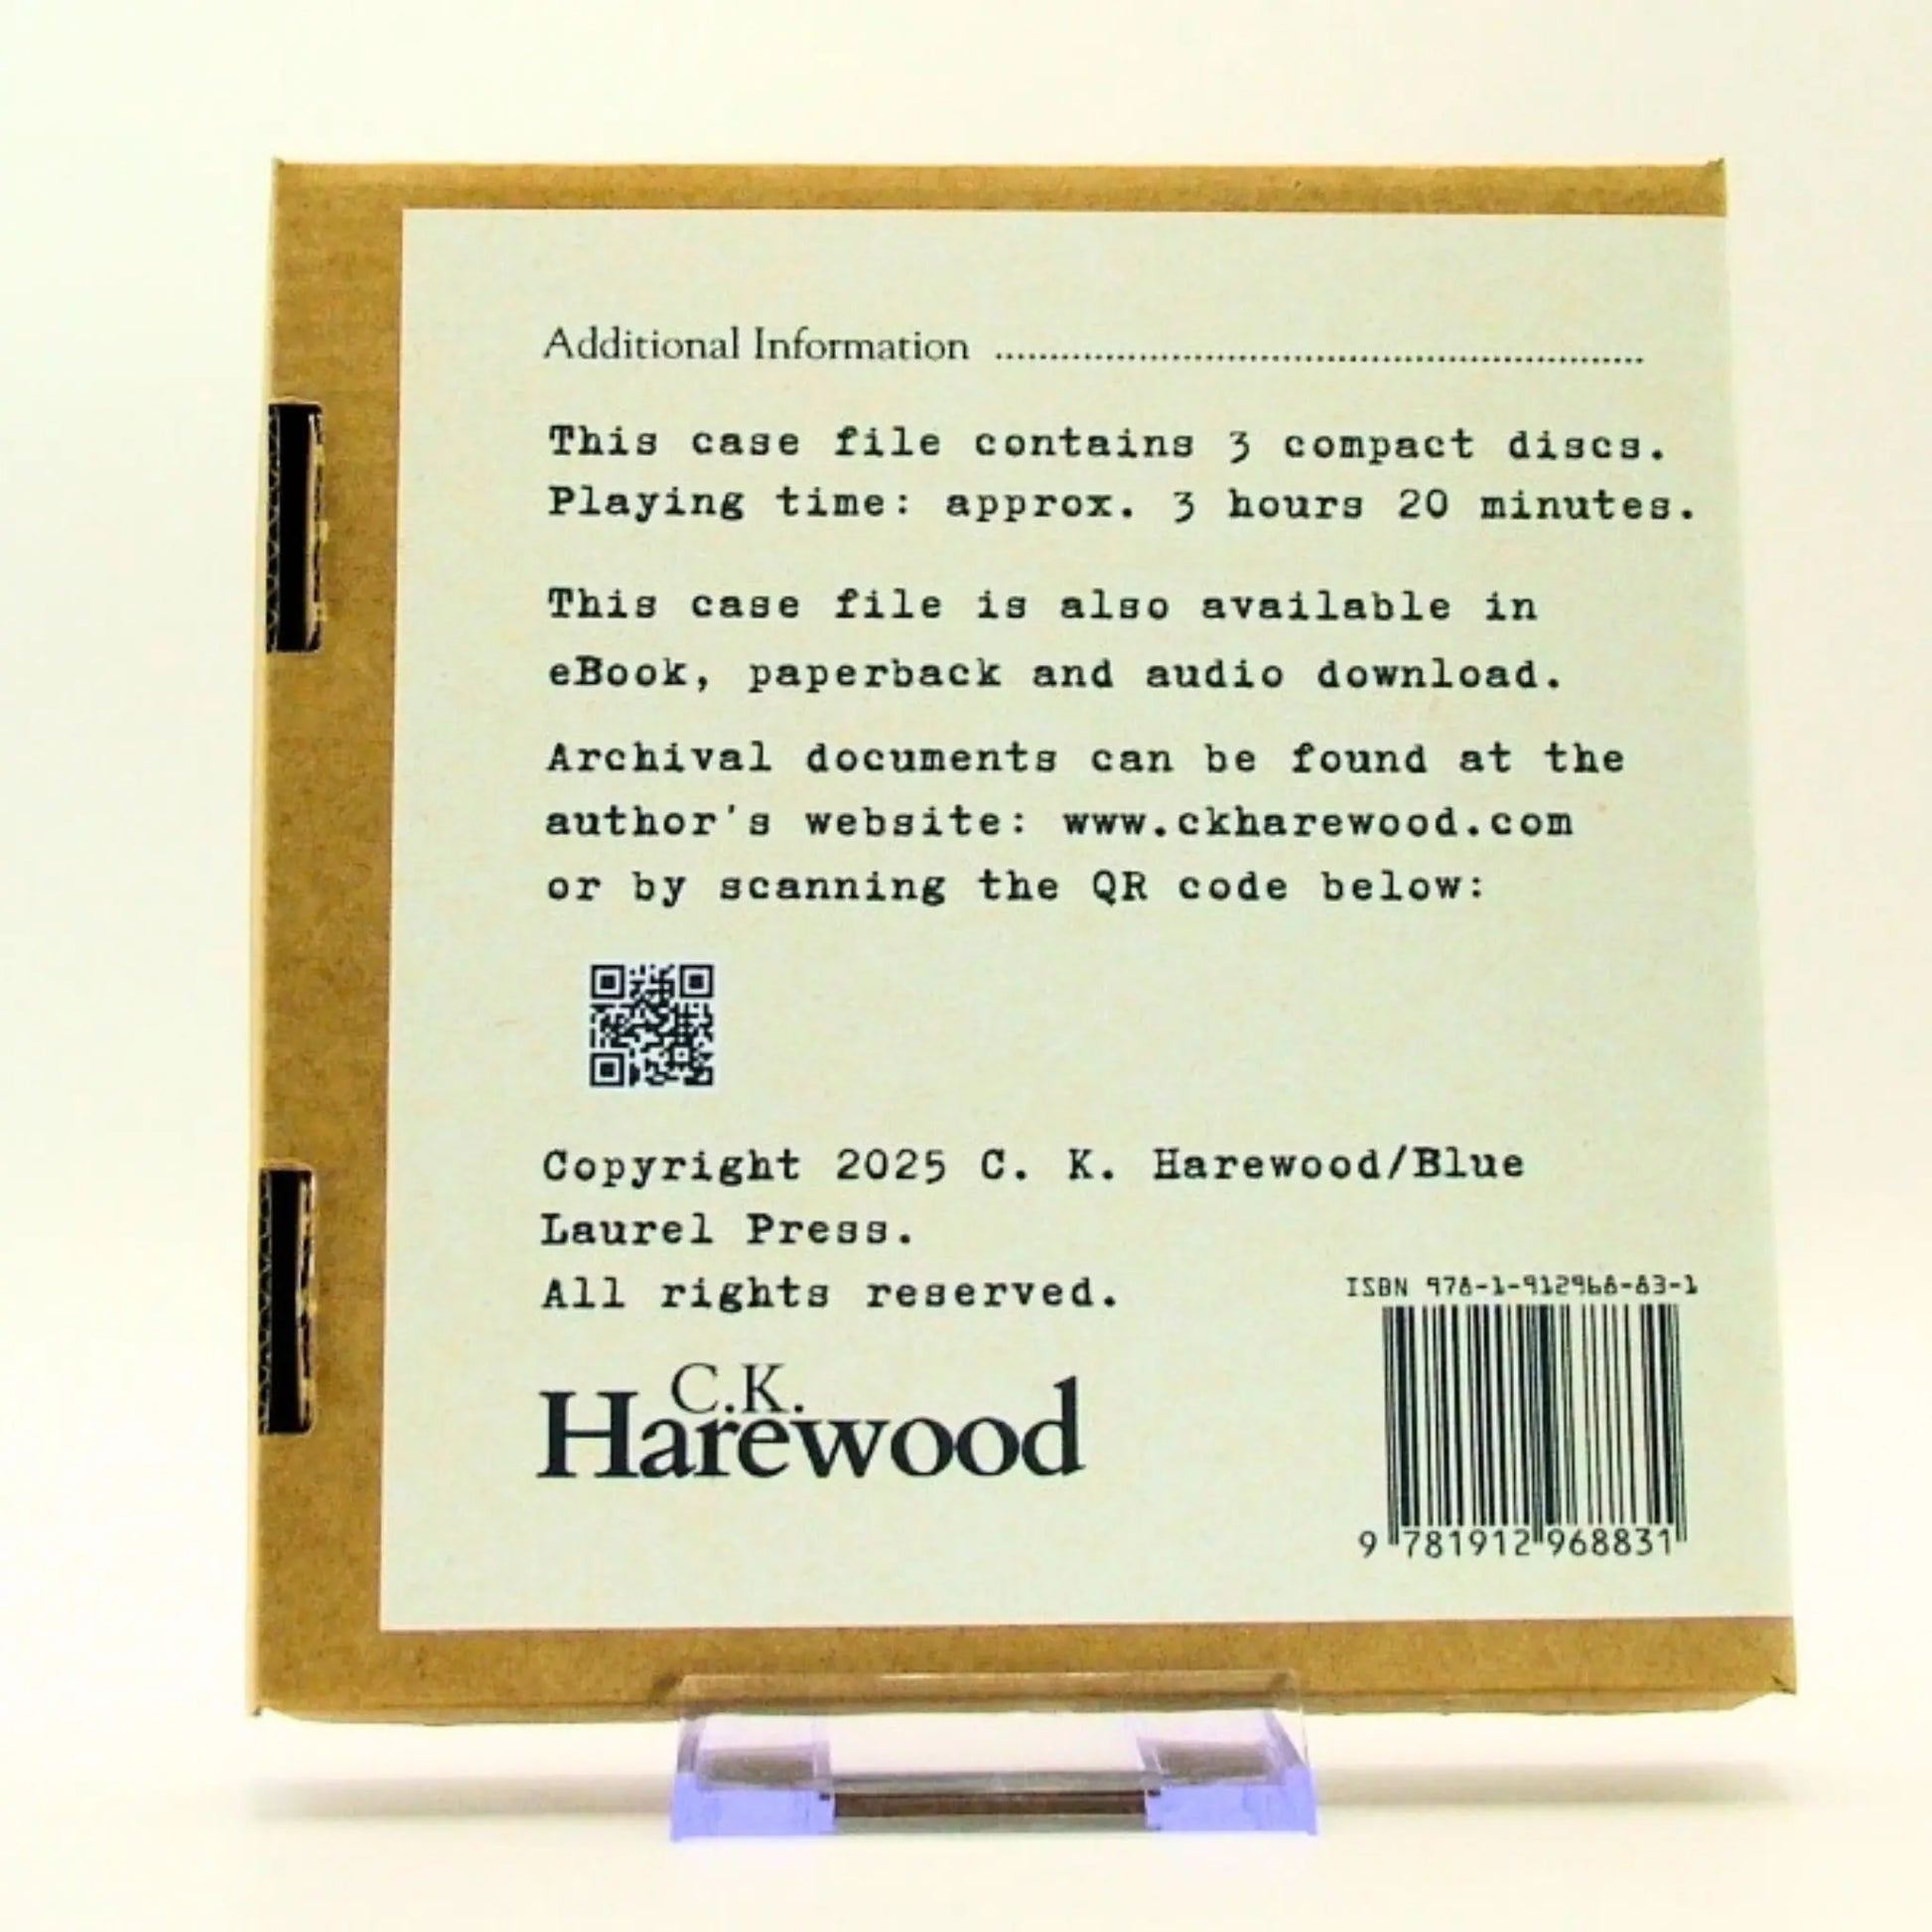 Additional Information ................................................................
This case file contains 3 compact discs.
Playing time: approx. 3 hours 20 minutes.
This case file is also available in
eBook, paperback and audio download.
Archival documents can be found at the
author's website: www.ckharewood.com
or by scanning the QR code below:
Copyright 2025 C. K. Harewood/Blue
Laurel Press.
All rights reserved.
C.K.
Harewood
ISBN 978-1-912968-83-1
9 781912 968831